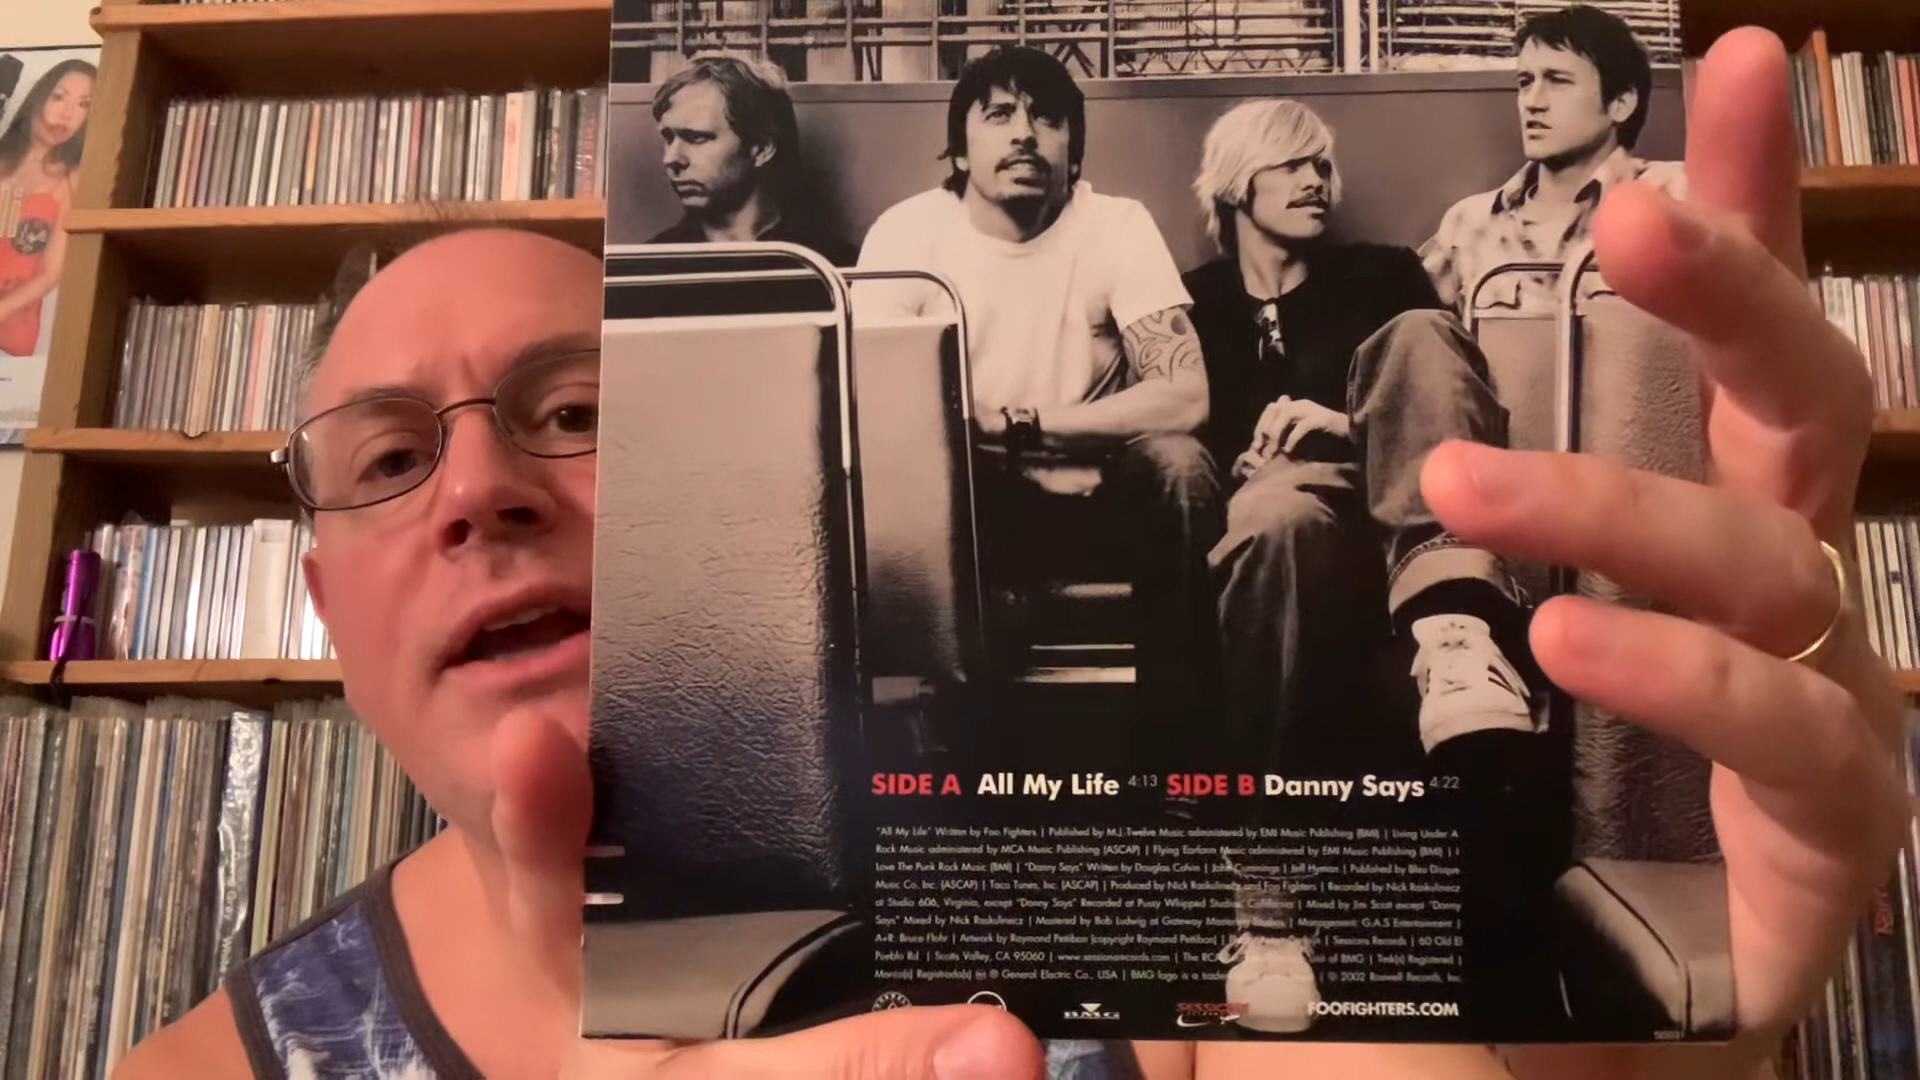 SIDE A All My Life 4:13 SIDE B Danny Says 4:22
"All My Life" Written by Foo Fighters | Published by M.J. Twelve Music administered by EMI Music Publishing (BMI) | Living Under A
Rock Music administered by MCA Music Publishing (ASCAP) | Flying Earform Music administered by EMI Music Publishing (BMI) | I
Love The Punk Rock Music (BMI) | "Danny Says" Written by Douglas Colvin | John Cummings | Jeff Hyman | Published by Bleu Disque
Music Co. Inc. (ASCAP) | Taco Tunes, Inc. (ASCAP) | Produced by Nick Raskulinecz and Foo Fighters | Recorded by Nick Raskulinecz
at Studio 606, Virginia, except "Danny Says" Recorded at Pussy Whipped Studios, California | Mixed by Jim Scott except "Danny
Says" Mixed by Nick Raskulinecz | Mastered by Bob Ludwig at Gateway Mastering Studios | Management: G.A.S Entertainment |
A+R: Bruce Flohr | Artwork by Raymond Pettibon (copyright Raymond Pettibon) | | Sessions Records | 60 Old El
Pueblo Rd. | Scotts Valley, CA 95060 | www.sessionsrecords.com | The RCA of BMG | Tmk(s) Registered |
Marca(s) Registrada(s) ® General Electric Co., USA | BMG logo is a | © 2002 Roswell Records, Inc.
BMG SESSIONS FOOFIGHTERS.COM